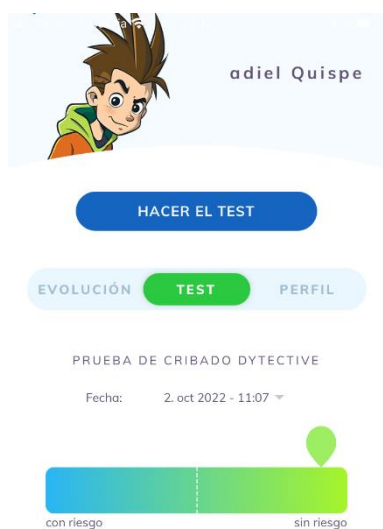 adiel Quispe
HACER EL TEST
EVOLUCIÓN TEST PERFIL
PRUEBA DE CRIBADO DYTECTIVE
Fecha: 2. oct 2022 - 11:07
con riesgo sin riesgo